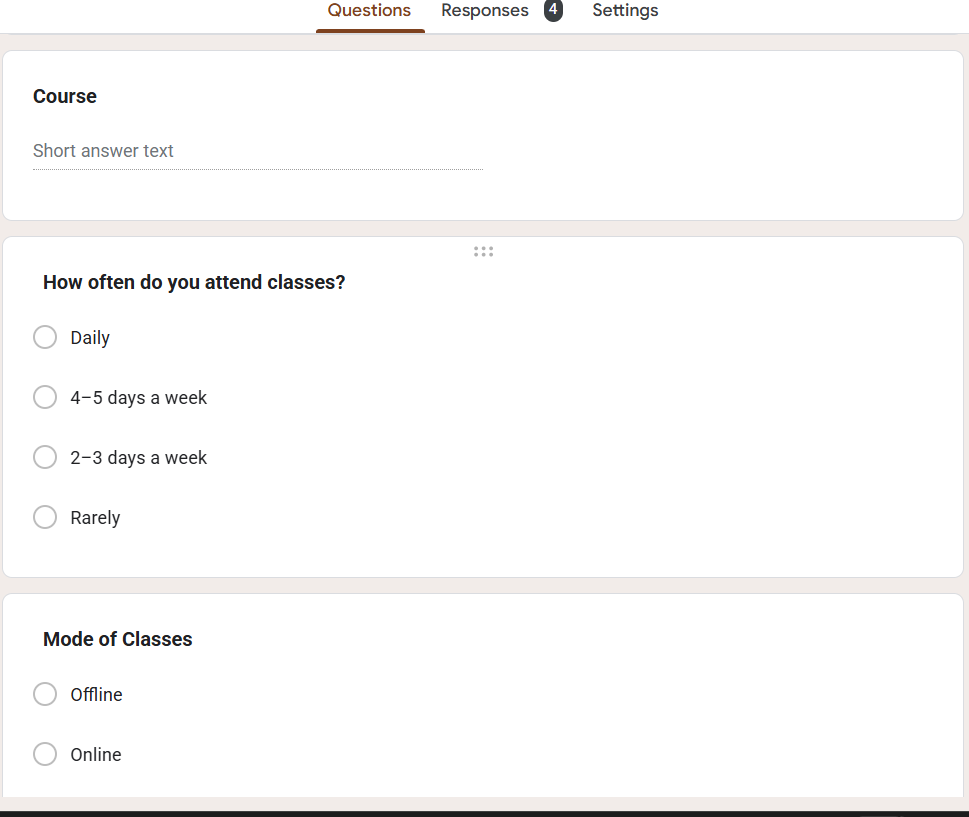 Questions Responses 4 Settings
Course
Short answer text
How often do you attend classes?
Daily
4–5 days a week
2–3 days a week
Rarely
Mode of Classes
Offline
Online